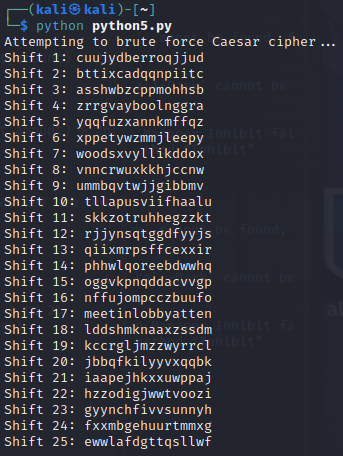 ┌──(kali㉿kali)-[~]
└─$ python python5.py
Attempting to brute force Caesar cipher...
Shift 1: cuujydberroqjjud
Shift 2: bttixcadqqnpiitc
Shift 3: asshwbzcppmohhsb
Shift 4: zrrgvayboolnggra
Shift 5: yqqfuzxannkmffqz
Shift 6: xppetywzmmjleepy
Shift 7: woodsxvyllikddox
Shift 8: vnncrwuxkkhjccnw
Shift 9: ummbqvtwjjgibbmv
Shift 10: tllapusviifhaalu
Shift 11: skkzotruhhegzzkt
Shift 12: rjjynsqtggdfyyjs
Shift 13: qiixmrpsffcexxir
Shift 14: phhwlqoreebdwwhq
Shift 15: oggvkpnqddacvvgp
Shift 16: nffujompcczbuufo
Shift 17: meetinlobbyatten
Shift 18: lddshmknaaxzssdm
Shift 19: kccrgljmzzwyrrcl
Shift 20: jbbqfkilyyvxqqbk
Shift 21: iaapejhkxxuwppaj
Shift 22: hzzodigjwwtvoozi
Shift 23: gyynchfivvsunnyh
Shift 24: fxxmbgehuurtmmxg
Shift 25: ewwlafdgttqsllwf